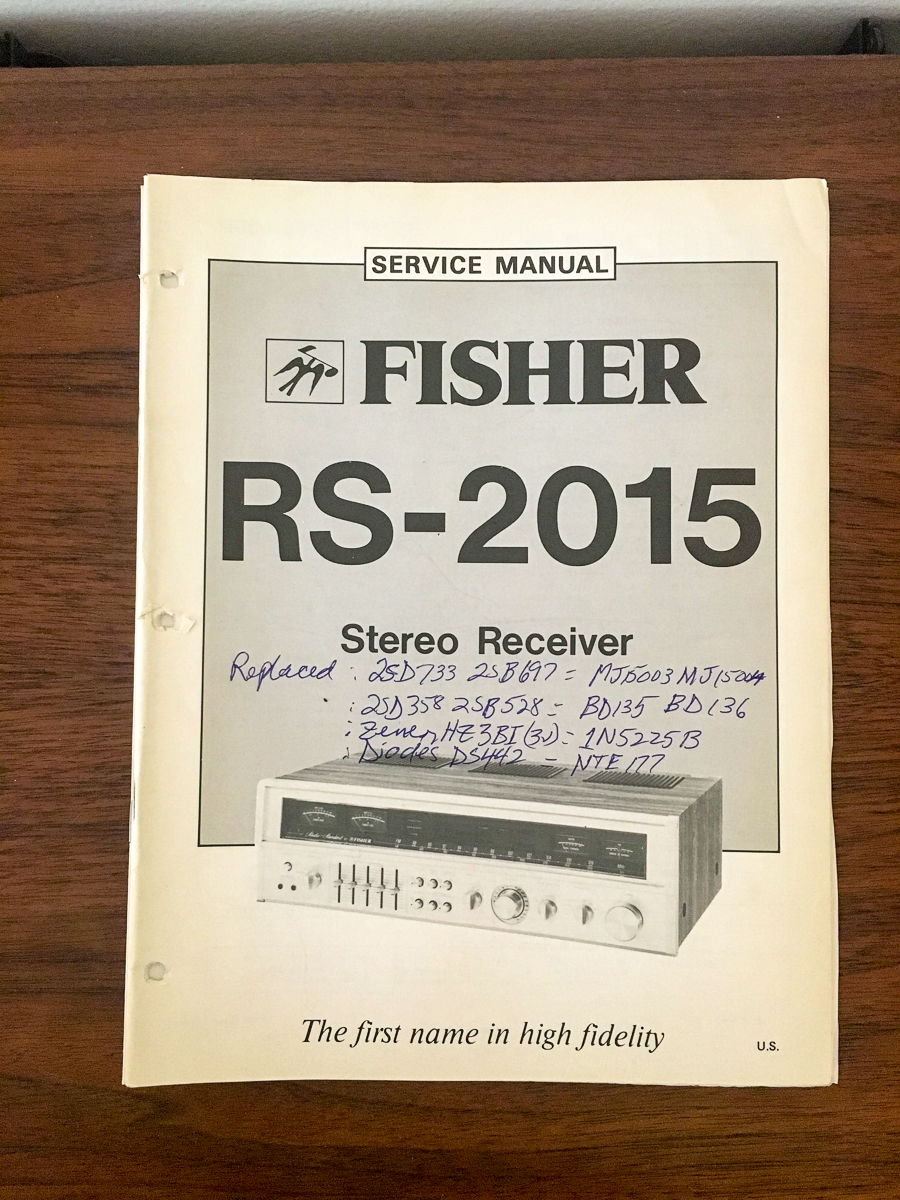 SERVICE MANUAL
FISHER
RS-2015
Stereo Receiver
Replaced : 2SD733 2SB697 = MJ15003 MJ15004
: 2SD358 2SB528 = BD135 BD136
: Zener HZ3BI (3v) = 1N5225B
: Diodes DS442 - NTE177
The first name in high fidelity
U.S.